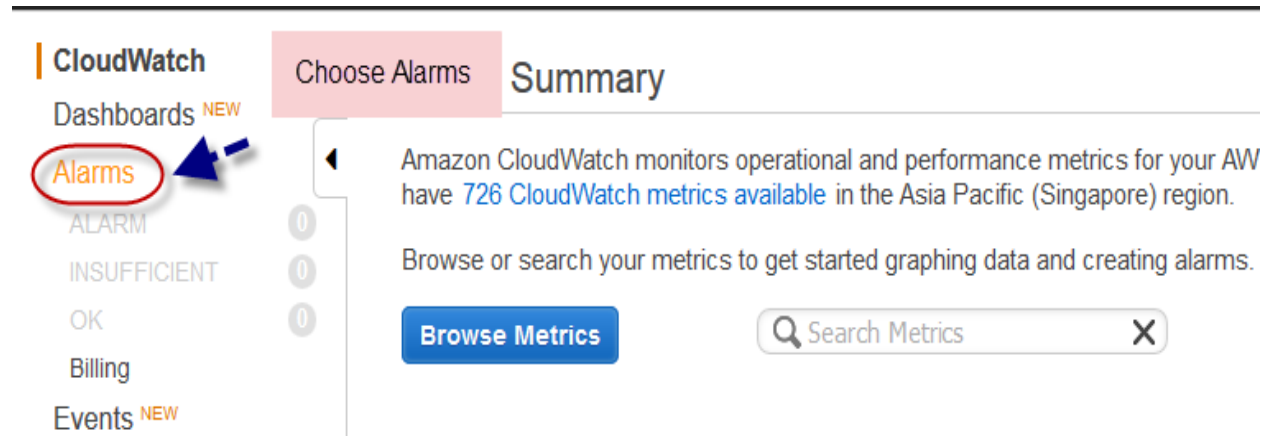 CloudWatch
Dashboards NEW
Alarms
ALARM 0
INSUFFICIENT 0
OK 0
Billing
Events NEW
Choose Alarms
Summary
Amazon CloudWatch monitors operational and performance metrics for your AW
have 726 CloudWatch metrics available in the Asia Pacific (Singapore) region.
Browse or search your metrics to get started graphing data and creating alarms.
Browse Metrics
Search Metrics